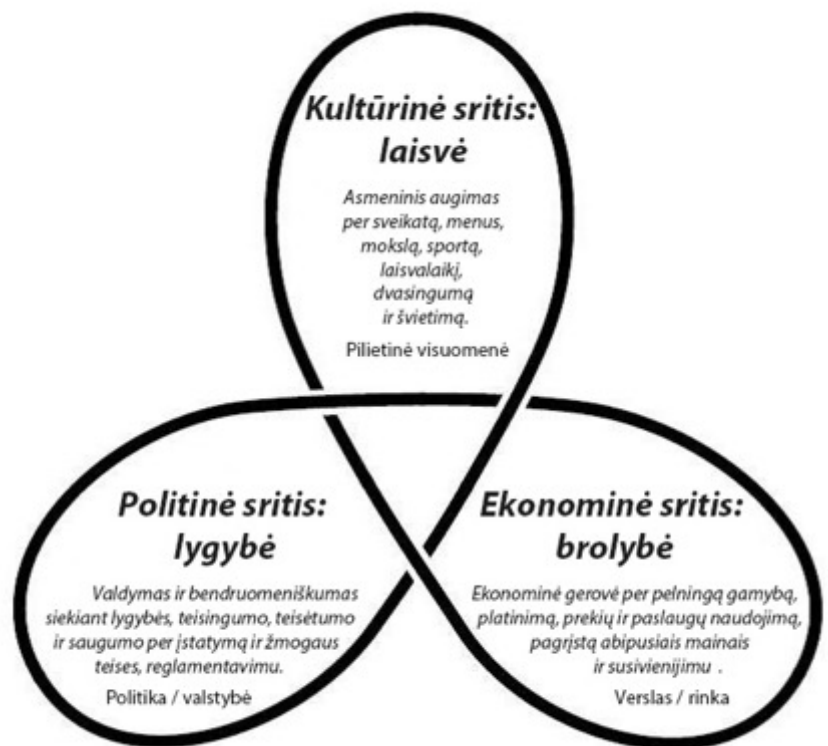 Kultūrinė sritis:
laisvė
Asmeninis augimas
per sveikatą, menus,
mokslą, sportą,
laisvalaikį,
dvasingumą
ir švietimą.
Pilietinė visuomenė
Politinė sritis:
lygybė
Valdymas ir bendruomeniškumas
siekiant lygybės, teisingumo, teisėtumo
ir saugumo per įstatymą ir žmogaus
teises, reglamentavimu.
Politika / valstybė
Ekonominė sritis:
brolybė
Ekonominė gerovė per pelningą gamybą,
platinimą, prekių ir paslaugų naudojimą,
pagrįstą abipusiais mainais
ir susivienijimu .
Verslas / rinka